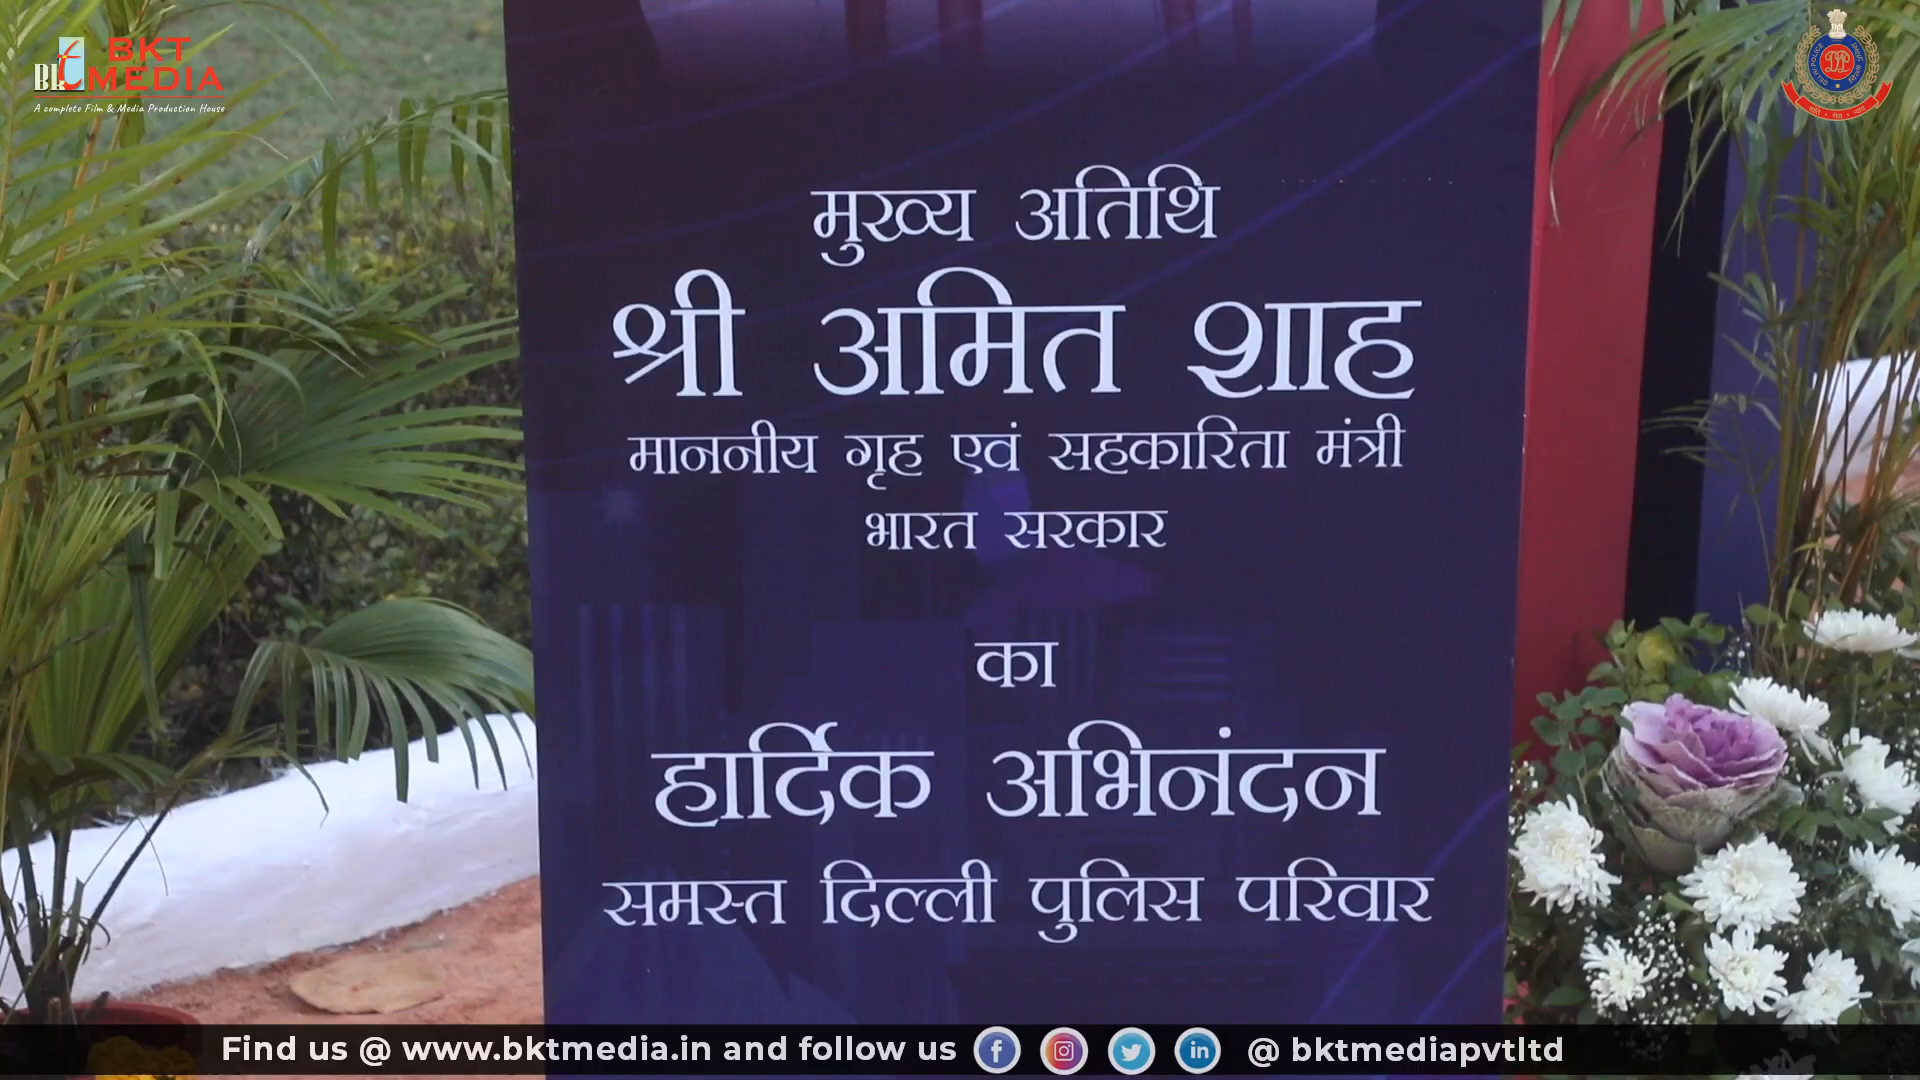 BKT MEDIA
A complete Film & Media Production House
मुख्य अतिथि
श्री अमित शाह
माननीय गृह एवं सहकारिता मंत्री
भारत सरकार
का
हार्दिक अभिनंदन
समस्त दिल्ली पुलिस परिवार
Find us @ www.bktmedia.in and follow us @ bktmediapvtltd